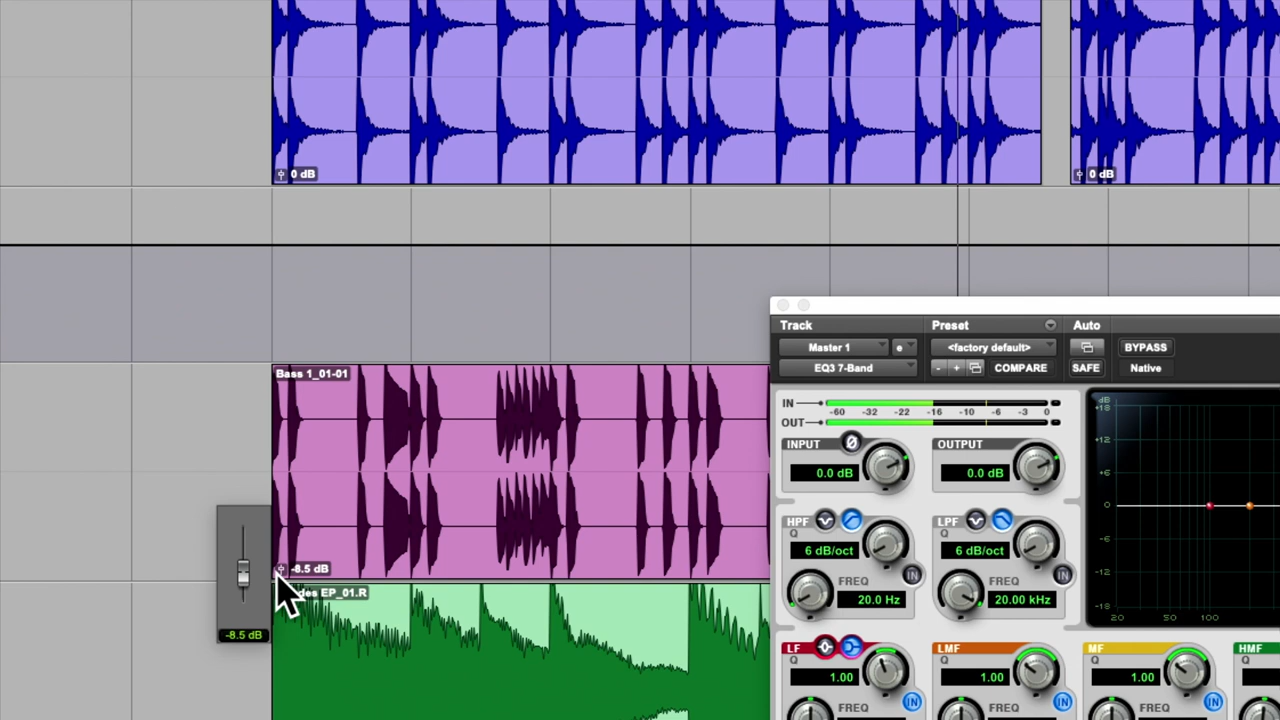 0 dB
0 dB
Track
Preset
Auto
Master 1
e
<factory default>
BYPASS
EQ3 7-Band
- +
COMPARE
SAFE
Native
Bass 1_01-01
IN
-60 -32 -22 -16 -10 -6 -3 0
OUT
INPUT
OUTPUT
0.0 dB
0.0 dB
HPF
LPF
Q
Q
6 dB/oct
6 dB/oct
IN
IN
FREQ
FREQ
20.0 Hz
20.00 kHz
dB
+18
+12
+6
0
-6
-12
-18
20 50 100
-8.5 dB
-8.5 dB
des EP_01.R
LF
LMF
MF
HMF
Q
Q
Q
Q
1.00
1.00
1.00
IN
IN
IN
FREQ
FREQ
FREQ